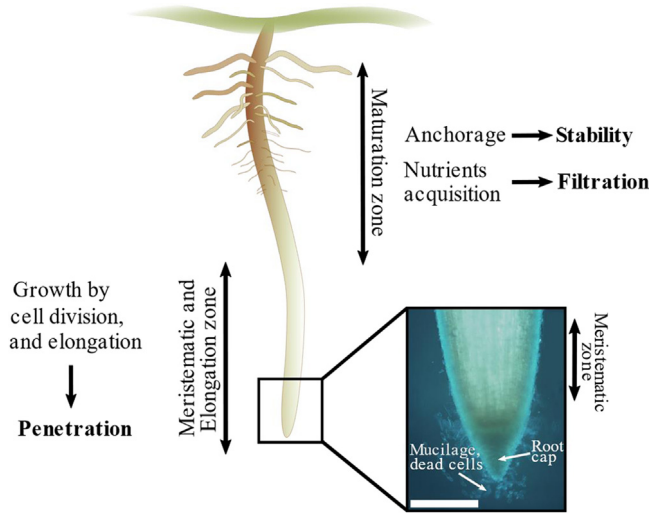 Maturation zone
Anchorage
Stability
Nutrients
acquisition
Filtration
Growth by
cell division,
and elongation
Penetration
Meristematic and
Elongation zone
Meristematic
zone
Root
cap
Mucilage,
dead cells